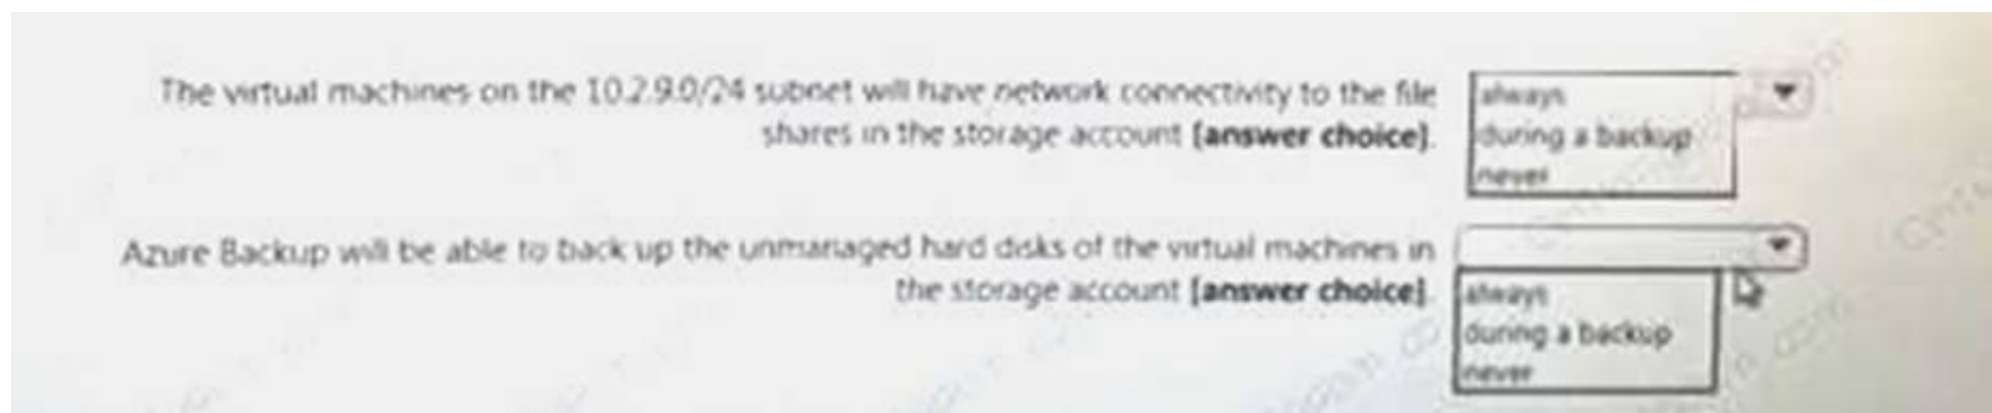 The virtual machines on the 10.2.9.0/24 subnet will have network connectivity to the file
shares in the storage account [answer choice].
always
during a backup
never
Azure Backup will be able to back up the unmanaged hard disks of the virtual machines in
the storage account [answer choice].
always
during a backup
never